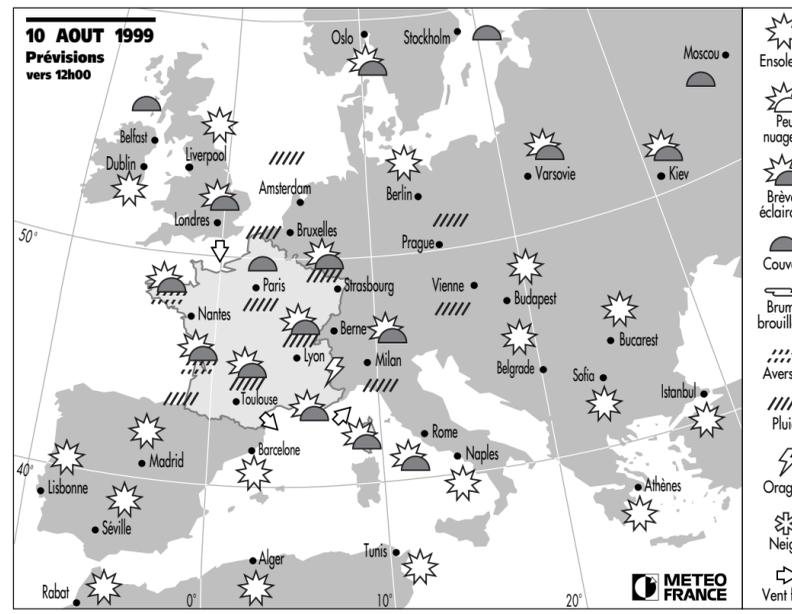 10 AOUT 1999
Prévisions
vers 12h00
Oslo
Stockholm
Moscou
Belfast
Dublin
Liverpool
Londres
Amsterdam
Bruxelles
Berlin
Varsovie
Kiev
Prague
50°
Paris
Strasbourg
Nantes
Vienne
Budapest
Berne
Lyon
Milan
Bucarest
Belgrade
Sofia
Istanbul
Toulouse
Barcelone
Rome
Naples
Madrid
40°
Lisbonne
Séville
Athènes
Alger
Tunis
Rabat
0°
10°
20°
METEO
FRANCE
Ensole
Peu
nuage
Brève
éclairc
Couv
Brum
brouill
Avers
Pluie
Orag
Neig
Vent f